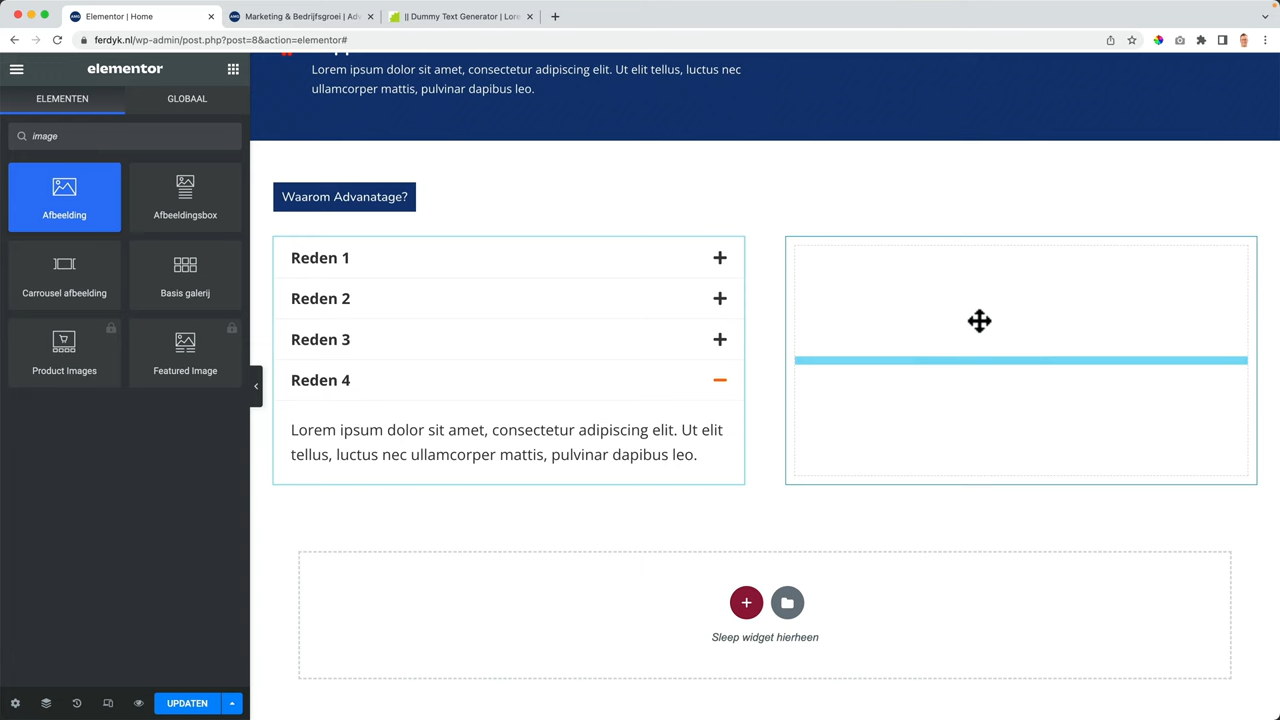 Elementor | Home
Marketing & Bedrijfsgroei | Adv
|| Dummy Text Generator | Lore
ferdyk.nl/wp-admin/post.php?post=8&action=elementor#
elementor
ELEMENTEN
GLOBAAL
image
Afbeelding
Afbeeldingsbox
Carrousel afbeelding
Basis galerij
Product Images
Featured Image
UPDATEN
Lorem ipsum dolor sit amet, consectetur adipiscing elit. Ut elit tellus, luctus nec
ullamcorper mattis, pulvinar dapibus leo.
Waarom Advanatage?
Reden 1
Reden 2
Reden 3
Reden 4
Lorem ipsum dolor sit amet, consectetur adipiscing elit. Ut elit
tellus, luctus nec ullamcorper mattis, pulvinar dapibus leo.
Sleep widget hierheen